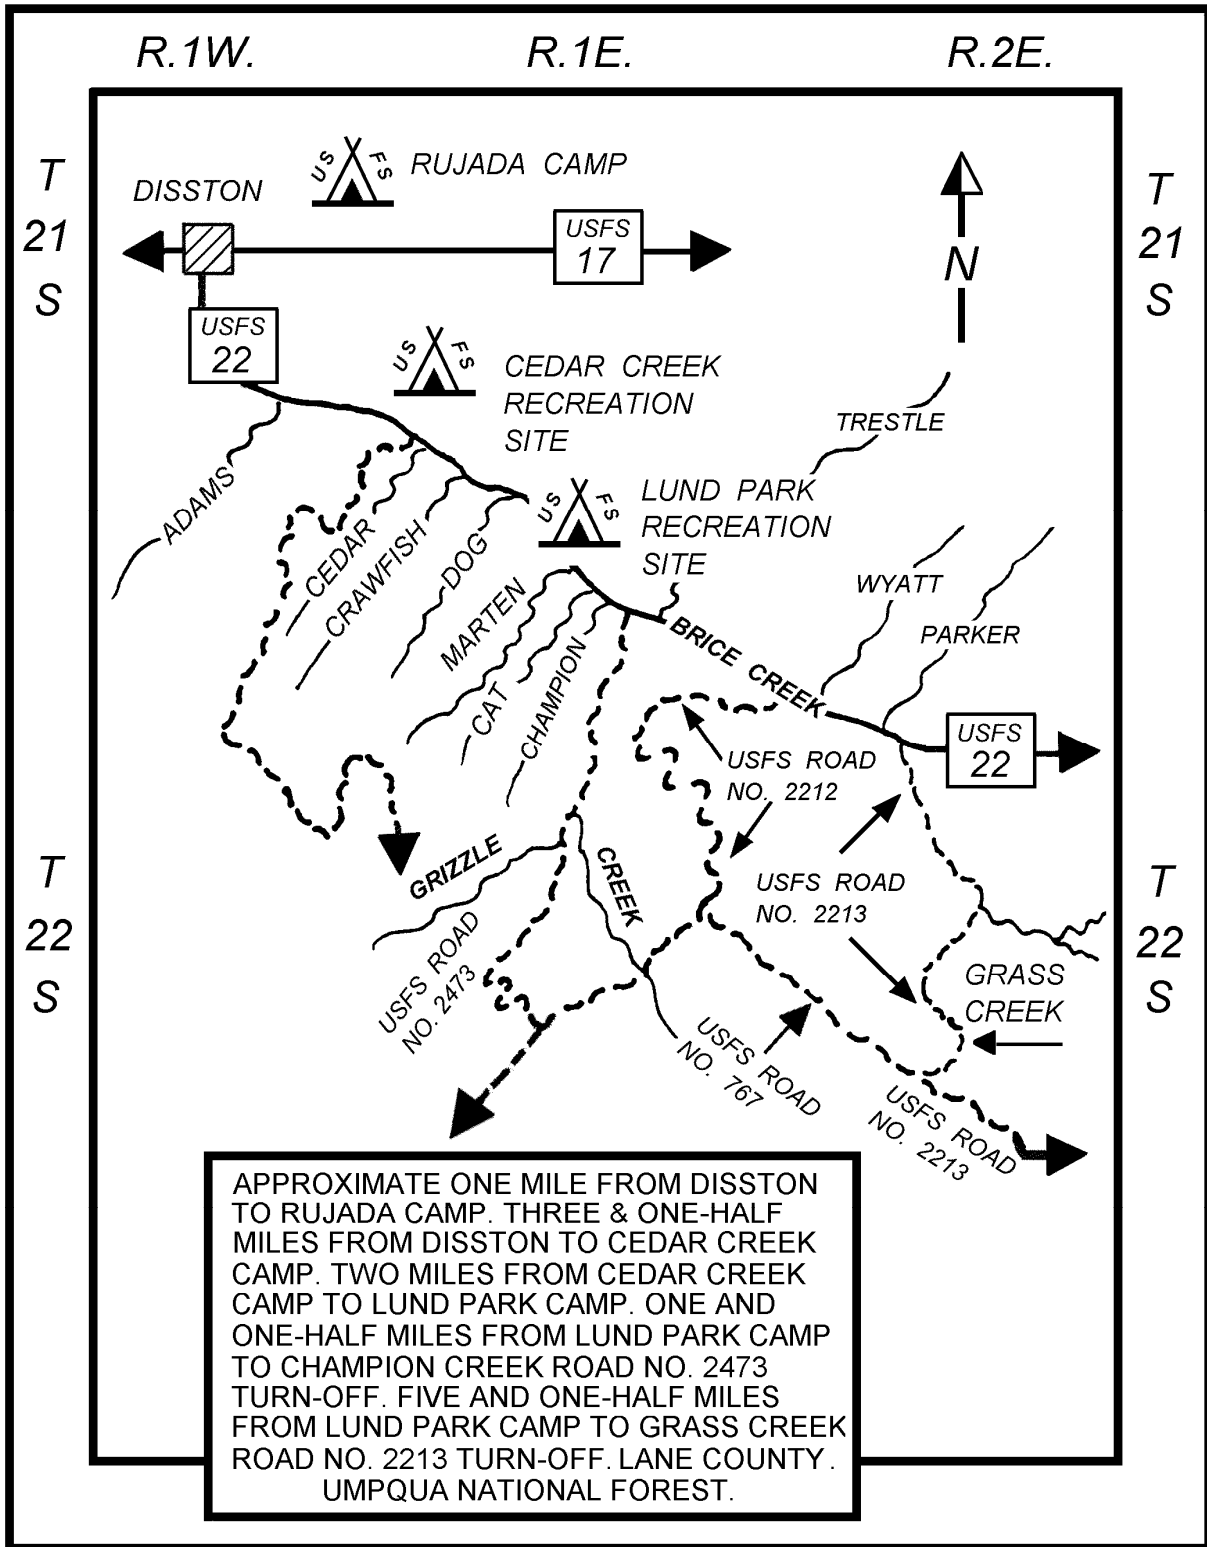 R.1W. R.1E. R.2E.
T
21
S
T
21
S
US FS
RUJADA CAMP
DISSTON
USFS
17
N
USFS
22
US FS
CEDAR CREEK
RECREATION
SITE
TRESTLE
ADAMS
US FS
LUND PARK
RECREATION
SITE
CEDAR
CRAWFISH
DOG
MARTEN
CAT
CHAMPION
WYATT
PARKER
BRICE CREEK
USFS
22
USFS ROAD
NO. 2212
GRIZZLE
CREEK
USFS ROAD
NO. 2213
T
22
S
T
22
S
USFS ROAD
NO. 2473
GRASS
CREEK
USFS ROAD
NO. 767
USFS ROAD
NO. 2213
APPROXIMATE ONE MILE FROM DISSTON
TO RUJADA CAMP. THREE & ONE-HALF
MILES FROM DISSTON TO CEDAR CREEK
CAMP. TWO MILES FROM CEDAR CREEK
CAMP TO LUND PARK CAMP. ONE AND
ONE-HALF MILES FROM LUND PARK CAMP
TO CHAMPION CREEK ROAD NO. 2473
TURN-OFF. FIVE AND ONE-HALF MILES
FROM LUND PARK CAMP TO GRASS CREEK
ROAD NO. 2213 TURN-OFF. LANE COUNTY.
UMPQUA NATIONAL FOREST.